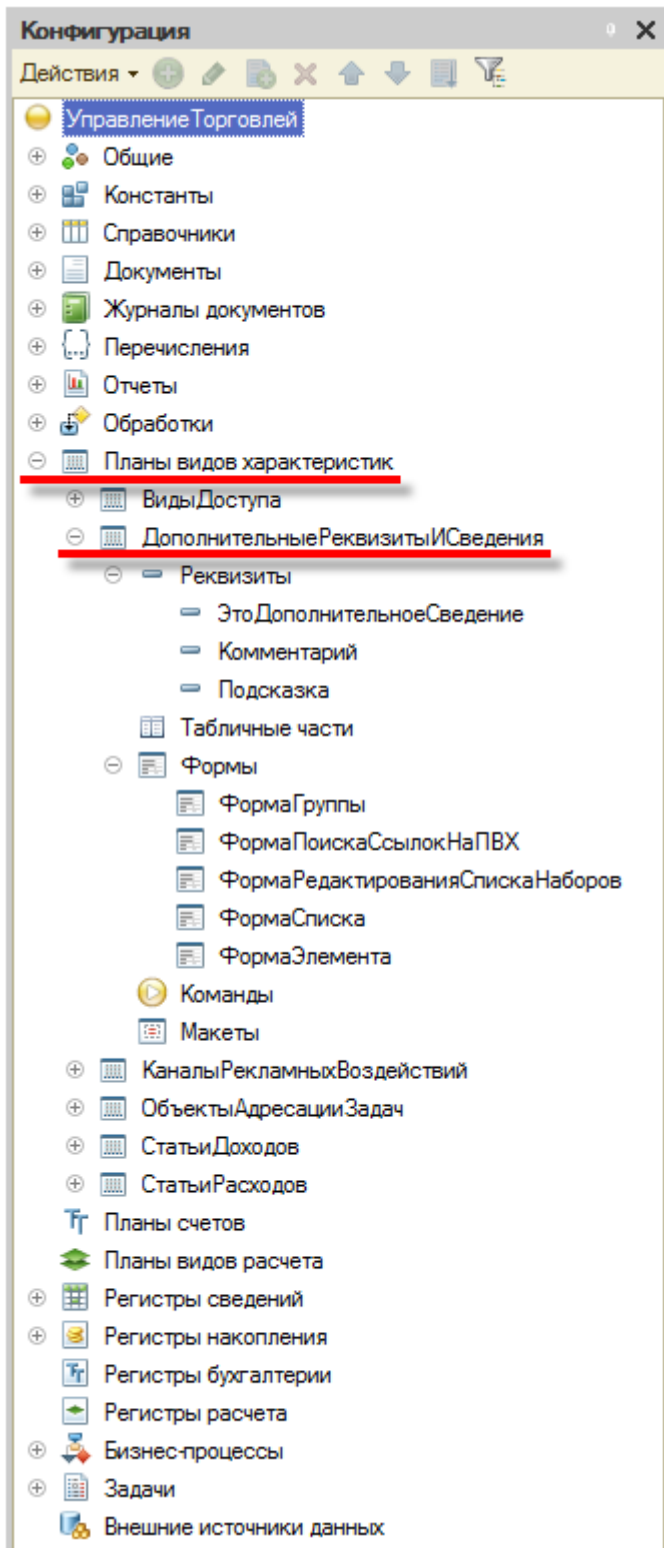 Конфигурация
Действия
УправлениеТорговлей
Общие
Константы
Справочники
Документы
Журналы документов
Перечисления
Отчеты
Обработки
Планы видов характеристик
ВидыДоступа
ДополнительныеРеквизитыИСведения
Реквизиты
ЭтоДополнительноеСведение
Комментарий
Подсказка
Табличные части
Формы
ФормаГруппы
ФормаПоискаСсылокНаПВХ
ФормаРедактированияСпискаНаборов
ФормаСписка
ФормаЭлемента
Команды
Макеты
КаналыРекламныхВоздействий
ОбъектыАдресацииЗадач
СтатьиДоходов
СтатьиРасходов
Планы счетов
Планы видов расчета
Регистры сведений
Регистры накопления
Регистры бухгалтерии
Регистры расчета
Бизнес-процессы
Задачи
Внешние источники данных